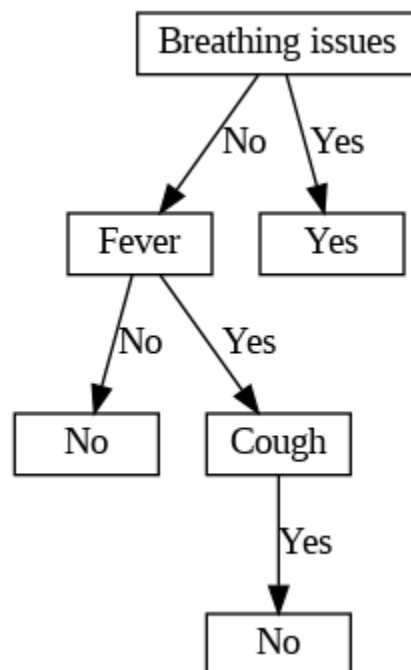 Breathing issues
No
Yes
Fever
Yes
No
Yes
No
Cough
Yes
No